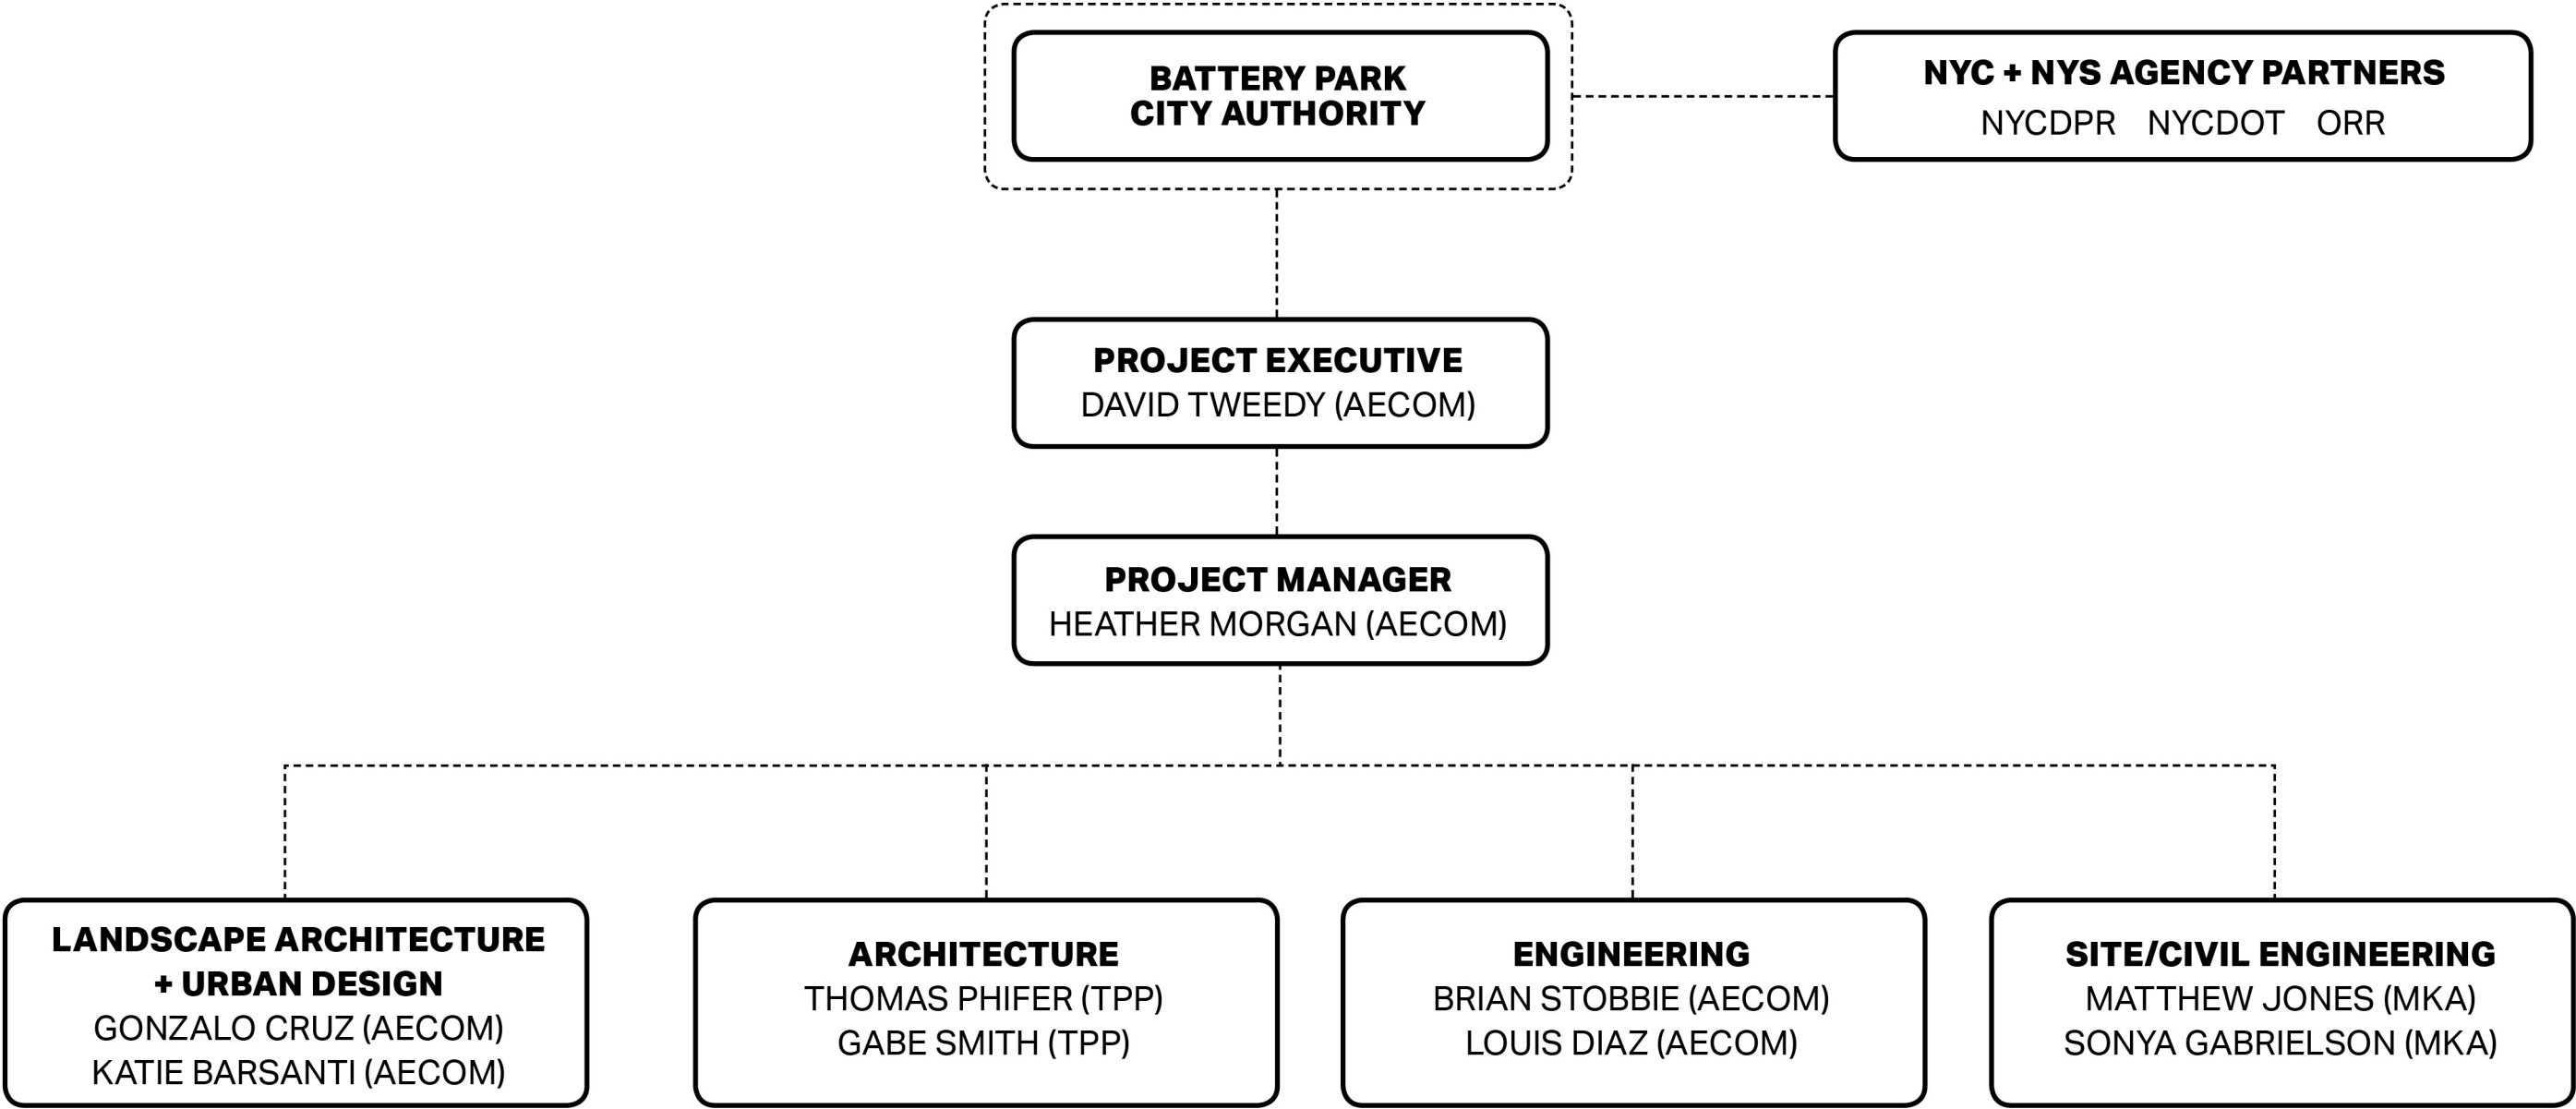 BATTERY PARK
CITY AUTHORITY
NYC + NYS AGENCY PARTNERS
NYCDPR NYCDOT ORR
PROJECT EXECUTIVE
DAVID TWEEDY (AECOM)
PROJECT MANAGER
HEATHER MORGAN (AECOM)
LANDSCAPE ARCHITECTURE
+ URBAN DESIGN
GONZALO CRUZ (AECOM)
KATIE BARSANTI (AECOM)
ARCHITECTURE
THOMAS PHIFER (TPP)
GABE SMITH (TPP)
ENGINEERING
BRIAN STOBBIE (AECOM)
LOUIS DIAZ (AECOM)
SITE/CIVIL ENGINEERING
MATTHEW JONES (MKA)
SONYA GABRIELSON (MKA)